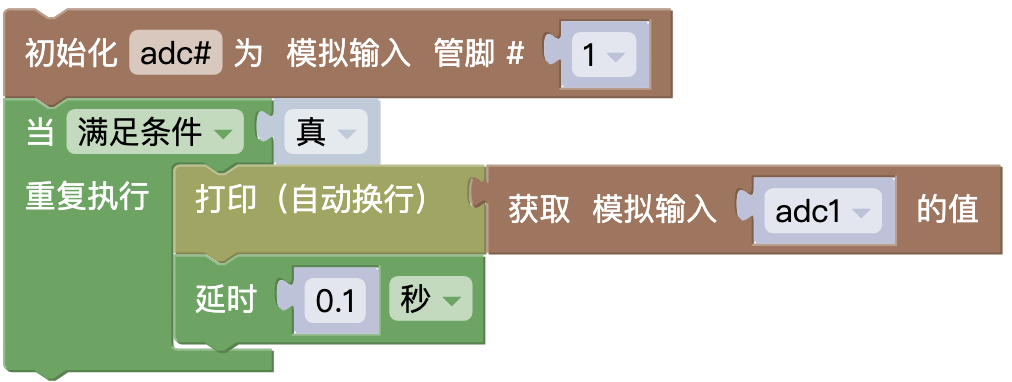 初始化 adc# 为 模拟输入 管脚 # 1
当 满足条件 真
重复执行 打印（自动换行） 获取 模拟输入 adc1 的值
延时 0.1 秒